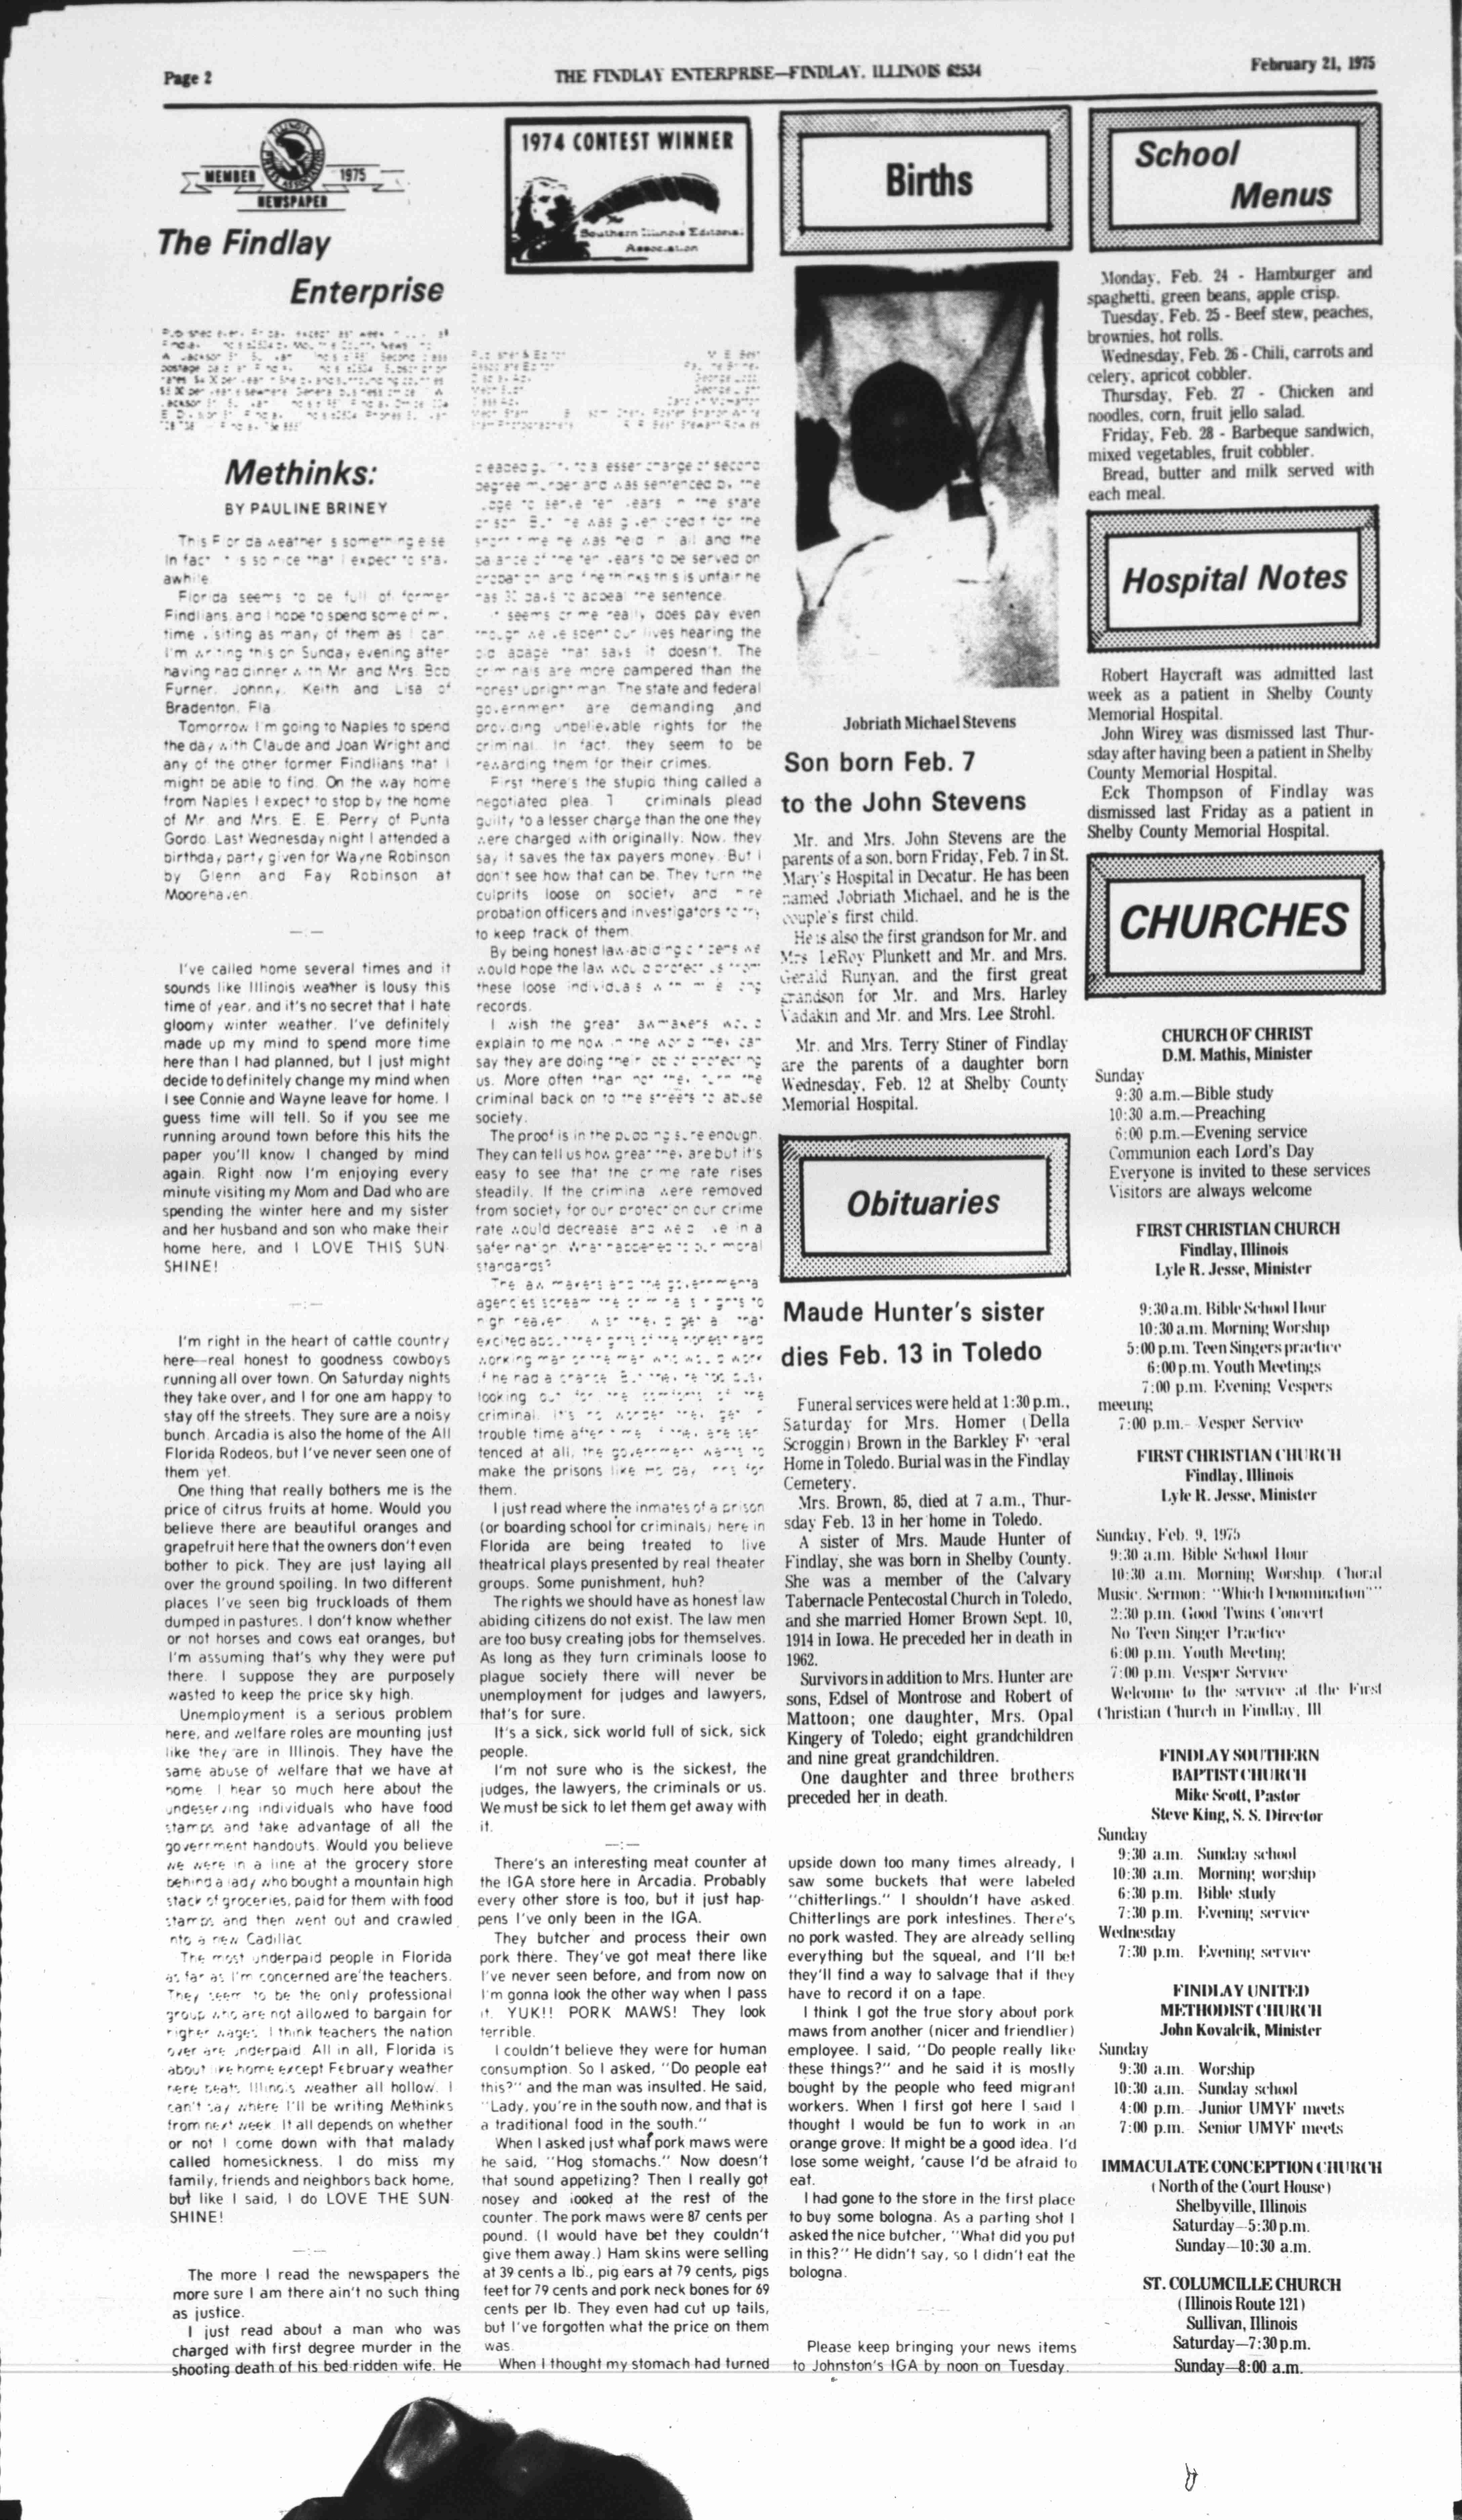 Page 2
THE FINDLAY ENTERPRISE—FINDLAY, ILLINOIS 62534
February 21, 1975
MEMBER 1975
NEWSPAPER
The Findlay
Enterprise
1974 CONTEST WINNER
The
Southern Illinois Editorial
Association
Methinks:
BY PAULINE BRINEY
This Florida weather is something else.
In fact it is so nice that I expect to stay
awhile.
Florida seems to be full of former
Findlians and I hope to spend some of my
time visiting as many of them as I can.
I'm writing this on Sunday evening after
having had dinner with Mr. and Mrs. Bob
Furner, Johnny, Keith and Lisa of
Bradenton, Fla.
Tomorrow I'm going to Naples to spend
the day with Claude and Joan Wright and
any of the other former Findlians that I
might be able to find. On the way home
from Naples I expect to stop by the home
of Mr. and Mrs. E. E. Perry of Punta
Gordo. Last Wednesday night I attended a
birthday party given for Wayne Robinson
by Glenn and Fay Robinson at
Moorehaven.
—:—
I've called home several times and it
sounds like Illinois weather is lousy this
time of year, and it's no secret that I hate
gloomy winter weather. I've definitely
made up my mind to spend more time
here than I had planned, but I just might
decide to definitely change my mind when
I see Connie and Wayne leave for home. I
guess time will tell. So if you see me
running around town before this hits the
paper you'll know I changed by mind
again. Right now I'm enjoying every
minute visiting my Mom and Dad who are
spending the winter here and my sister
and her husband and son who make their
home here, and I LOVE THIS SUN-
SHINE!
—:—
I'm right in the heart of cattle country
here--real honest to goodness cowboys
running all over town. On Saturday nights
they take over, and I for one am happy to
stay off the streets. They sure are a noisy
bunch. Arcadia is also the home of the All
Florida Rodeos, but I've never seen one of
them yet.
One thing that really bothers me is the
price of citrus fruits at home. Would you
believe there are beautiful oranges and
grapefruit here that the owners don't even
bother to pick. They are just laying all
over the ground spoiling. In two different
places I've seen big truckloads of them
dumped in pastures. I don't know whether
or not horses and cows eat oranges, but
I'm assuming that's why they were put
there. I suppose they are purposely
wasted to keep the price sky high.
Unemployment is a serious problem
here, and welfare roles are mounting just
like they are in Illinois. They have the
same abuse of welfare that we have at
home. I hear so much here about the
undeserving individuals who have food
stamps and take advantage of all the
government handouts. Would you believe
we were in a line at the grocery store
behind a lady who bought a mountain high
stack of groceries, paid for them with food
stamps and then went out and crawled
into a new Cadillac.
The most underpaid people in Florida
as far as I'm concerned are the teachers.
They seem to be the only professional
group who are not allowed to bargain for
higher wages. I think teachers the nation
over are underpaid. All in all, Florida is
about like home except February weather
here beats Illinois weather all hollow. I
can't say where I'll be writing Methinks
from next week. It all depends on whether
or not I come down with that malady
called homesickness. I do miss my
family, friends and neighbors back home,
but like I said, I do LOVE THE SUN-
SHINE!
—:—
The more I read the newspapers the
more sure I am there ain't no such thing
as justice.
I just read about a man who was
charged with first degree murder in the
shooting death of his bed ridden wife. He
pleaded guilty to a lesser charge of second
degree murder and was sentenced by the
judge to serve ten years in the state
prison. But he was given credit for the
short time he was held in jail and the
balance of the ten years to be served on
probation and if he thinks this is unfair he
has 30 days to appeal the sentence.
It seems crime really does pay even
though we've spent our lives hearing the
old adage that says it doesn't. The
criminals are more pampered than the
honest upright man. The state and federal
government are demanding and
providing unbelievable rights for the
criminal. In fact, they seem to be
rewarding them for their crimes.
First there's the stupid thing called a
negotiated plea. criminals plead
guilty to a lesser charge than the one they
were charged with originally. Now, they
say it saves the tax payers money. But I
don't see how that can be. They turn the
culprits loose on society and hire
probation officers and investigators to try
to keep track of them.
By being honest law-abiding citizens we
would hope the law would protect us from
these loose individuals with mile long
records.
I wish the great lawmakers would
explain to me how in the world they can
say they are doing their job of protecting
us. More often than not they turn the
criminal back on to the streets to abuse
society.
The proof is in the pudding sure enough.
They can tell us how great they are but it's
easy to see that the crime rate rises
steadily. If the criminal were removed
from society for our protection our crime
rate would decrease and we'd live in a
safer nation. What happened to our moral
standards?
The law makers and the governmental
agencies scream the criminal's rights to
high heaven. I wish they'd get all that
excited about the rights of the honest hard
working man or the man who would work
if he had a chance. But they're too busy
looking out for the comforts of the
criminal. It's no wonder they get in
trouble time after time. If they are sen-
tenced at all, the government wants to
make the prisons like holiday inns for
them.
I just read where the inmates of a prison
(or boarding school for criminals) here in
Florida are being treated to live
theatrical plays presented by real theater
groups. Some punishment, huh?
The rights we should have as honest law
abiding citizens do not exist. The law men
are too busy creating jobs for themselves.
As long as they turn criminals loose to
plague society there will never be
unemployment for judges and lawyers,
that's for sure.
It's a sick, sick world full of sick, sick
people.
I'm not sure who is the sickest, the
judges, the lawyers, the criminals or us.
We must be sick to let them get away with
it.
—:—
There's an interesting meat counter at
the IGA store here in Arcadia. Probably
every other store is too, but it just hap-
pens I've only been in the IGA.
They butcher and process their own
pork there. They've got meat there like
I've never seen before, and from now on
I'm gonna look the other way when I pass
it. YUK!! PORK MAWS! They look
terrible.
I couldn't believe they were for human
consumption. So I asked, "Do people eat
this?" and the man was insulted. He said,
"Lady, you're in the south now, and that is
a traditional food in the south."
When I asked just what pork maws were
he said, "Hog stomachs." Now doesn't
that sound appetizing? Then I really got
nosey and looked at the rest of the
counter. The pork maws were 87 cents per
pound. (I would have bet they couldn't
give them away.) Ham skins were selling
at 39 cents a lb., pig ears at 79 cents, pigs
feet for 79 cents and pork neck bones for 69
cents per lb. They even had cut up tails,
but I've forgotten what the price on them
was.
When I thought my stomach had turned
upside down too many times already, I
saw some buckets that were labeled
"chitterlings." I shouldn't have asked.
Chitterlings are pork intestines. There's
no pork wasted. They are already selling
everything but the squeal, and I'll bet
they'll find a way to salvage that if they
have to record it on a tape.
I think I got the true story about pork
maws from another (nicer and friendlier)
employee. I said, "Do people really like
these things?" and he said it is mostly
bought by the people who feed migrant
workers. When I first got here I said I
thought I would be fun to work in an
orange grove. It might be a good idea. I'd
lose some weight, 'cause I'd be afraid to
eat.
I had gone to the store in the first place
to buy some bologna. As a parting shot I
asked the nice butcher, "What did you put
in this?" He didn't say, so I didn't eat the
bologna.
—:—
Please keep bringing your news items
to Johnston's IGA by noon on Tuesday.
Births
Jobriath Michael Stevens
Son born Feb. 7
to the John Stevens
Mr. and Mrs. John Stevens are the
parents of a son, born Friday, Feb. 7 in St.
Mary's Hospital in Decatur. He has been
named Jobriath Michael, and he is the
couple's first child.
He is also the first grandson for Mr. and
Mrs LeRoy Plunkett and Mr. and Mrs.
Gerald Runyan, and the first great
grandson for Mr. and Mrs. Harley
Vadakin and Mr. and Mrs. Lee Strohl.
Mr. and Mrs. Terry Stiner of Findlay
are the parents of a daughter born
Wednesday, Feb. 12 at Shelby County
Memorial Hospital.
Obituaries
Maude Hunter's sister
dies Feb. 13 in Toledo
Funeral services were held at 1:30 p.m.,
Saturday for Mrs. Homer (Della
Scroggin) Brown in the Barkley Funeral
Home in Toledo. Burial was in the Findlay
Cemetery.
Mrs. Brown, 85, died at 7 a.m., Thur-
sday Feb. 13 in her home in Toledo.
A sister of Mrs. Maude Hunter of
Findlay, she was born in Shelby County.
She was a member of the Calvary
Tabernacle Pentecostal Church in Toledo,
and she married Homer Brown Sept. 10,
1914 in Iowa. He preceded her in death in
1962.
Survivors in addition to Mrs. Hunter are
sons, Edsel of Montrose and Robert of
Mattoon; one daughter, Mrs. Opal
Kingery of Toledo; eight grandchildren
and nine great grandchildren.
One daughter and three brothers
preceded her in death.
School
Menus
Monday, Feb. 24 - Hamburger and
spaghetti, green beans, apple crisp.
Tuesday, Feb. 25 - Beef stew, peaches,
brownies, hot rolls.
Wednesday, Feb. 26 - Chili, carrots and
celery, apricot cobbler.
Thursday, Feb. 27 - Chicken and
noodles, corn, fruit jello salad.
Friday, Feb. 28 - Barbeque sandwich,
mixed vegetables, fruit cobbler.
Bread, butter and milk served with
each meal.
Hospital Notes
Robert Haycraft was admitted last
week as a patient in Shelby County
Memorial Hospital.
John Wirey was dismissed last Thur-
sday after having been a patient in Shelby
County Memorial Hospital.
Eck Thompson of Findlay was
dismissed last Friday as a patient in
Shelby County Memorial Hospital.
CHURCHES
CHURCH OF CHRIST
D.M. Mathis, Minister
Sunday
9:30 a.m.—Bible study
10:30 a.m.—Preaching
6:00 p.m.—Evening service
Communion each Lord's Day
Everyone is invited to these services
Visitors are always welcome
FIRST CHRISTIAN CHURCH
Findlay, Illinois
Lyle R. Jesse, Minister
9:30 a.m. Bible School Hour
10:30 a.m. Morning Worship
5:00 p.m. Teen Singers practice
6:00 p.m. Youth Meetings
7:00 p.m. Evening Vespers
meeting
7:00 p.m.- Vesper Service
FIRST CHRISTIAN CHURCH
Findlay, Illinois
Lyle R. Jesse, Minister
Sunday, Feb. 9, 1975
9:30 a.m. Bible School Hour
10:30 a.m. Morning Worship. Choral
Music. Sermon: "Which Denomination"
2:30 p.m. Good Twins Concert
No Teen Singer Practice
6:00 p.m. Youth Meeting
7:00 p.m. Vesper Service
Welcome to the service at the First
Christian Church in Findlay, Ill
FINDLAY SOUTHERN
BAPTIST CHURCH
Mike Scott, Pastor
Steve King, S. S. Director
Sunday
9:30 a.m. Sunday school
10:30 a.m. Morning worship
6:30 p.m. Bible study
7:30 p.m. Evening service
Wednesday
7:30 p.m. Evening service
FINDLAY UNITED
METHODIST CHURCH
John Kovalcik, Minister
Sunday
9:30 a.m. Worship
10:30 a.m. Sunday school
4:00 p.m. Junior UMYF meets
7:00 p.m. Senior UMYF meets
IMMACULATE CONCEPTION CHURCH
(North of the Court House)
Shelbyville, Illinois
Saturday—5:30 p.m.
Sunday—10:30 a.m.
ST. COLUMCILLE CHURCH
(Illinois Route 121)
Sullivan, Illinois
Saturday—7:30 p.m.
Sunday—8:00 a.m.